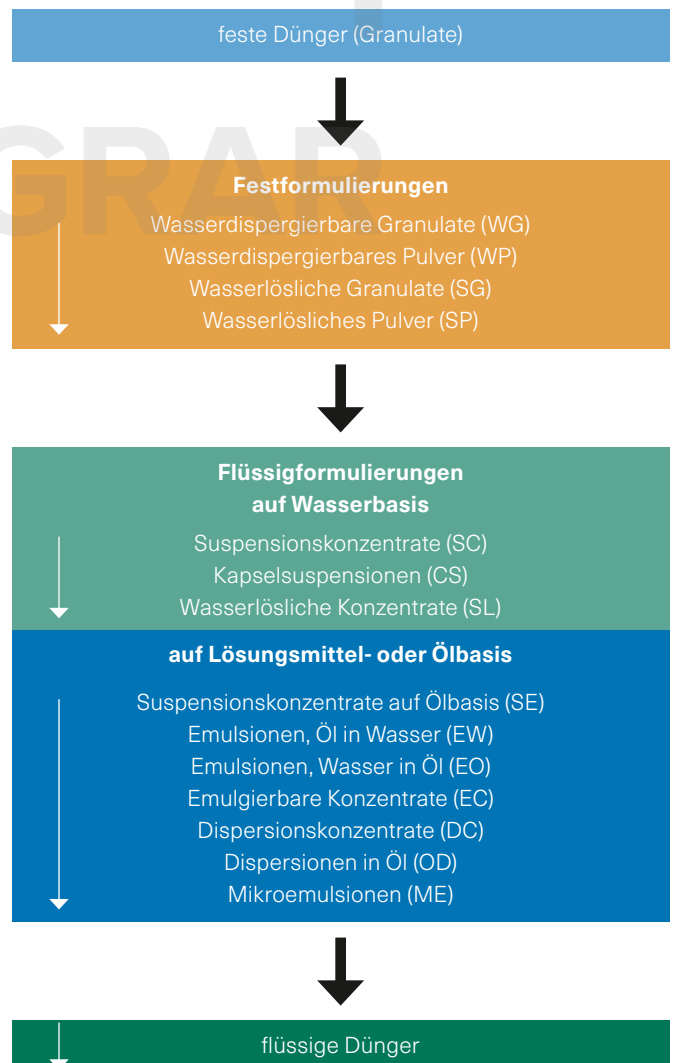 feste Dünger (Granulate)
GRAR
Festformulierungen
Wasserdispergierbare Granulate (WG)
Wasserdispergierbares Pulver (WP)
Wasserlösliche Granulate (SG)
Wasserlösliches Pulver (SP)
Flüssigformulierungen
auf Wasserbasis
Suspensionskonzentrate (SC)
Kapselsuspensionen (CS)
Wasserlösliche Konzentrate (SL)
auf Lösungsmittel- oder Ölbasis
Suspensionskonzentrate auf Ölbasis (SE)
Emulsionen, Öl in Wasser (EW)
Emulsionen, Wasser in Öl (EO)
Emulgierbare Konzentrate (EC)
Dispersionskonzentrate (DC)
Dispersionen in Öl (OD)
Mikroemulsionen (ME)
flüssige Dünger